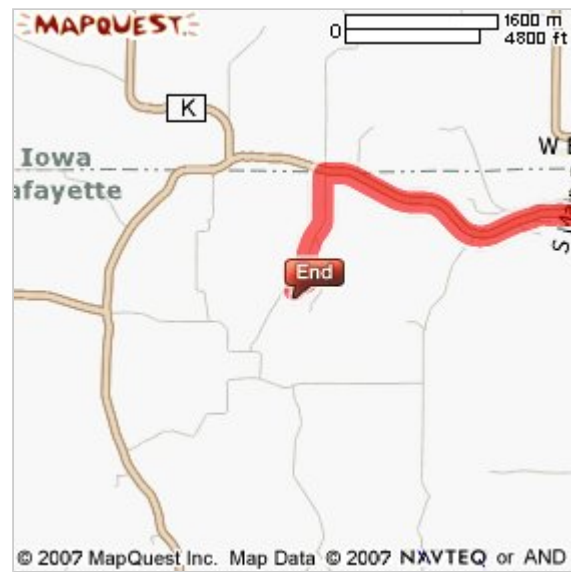 MAPQUEST.
0
1600 m
4800 ft
K
Iowa
afayette
W
End
© 2007 MapQuest Inc. Map Data © 2007 NAVTEQ or AND